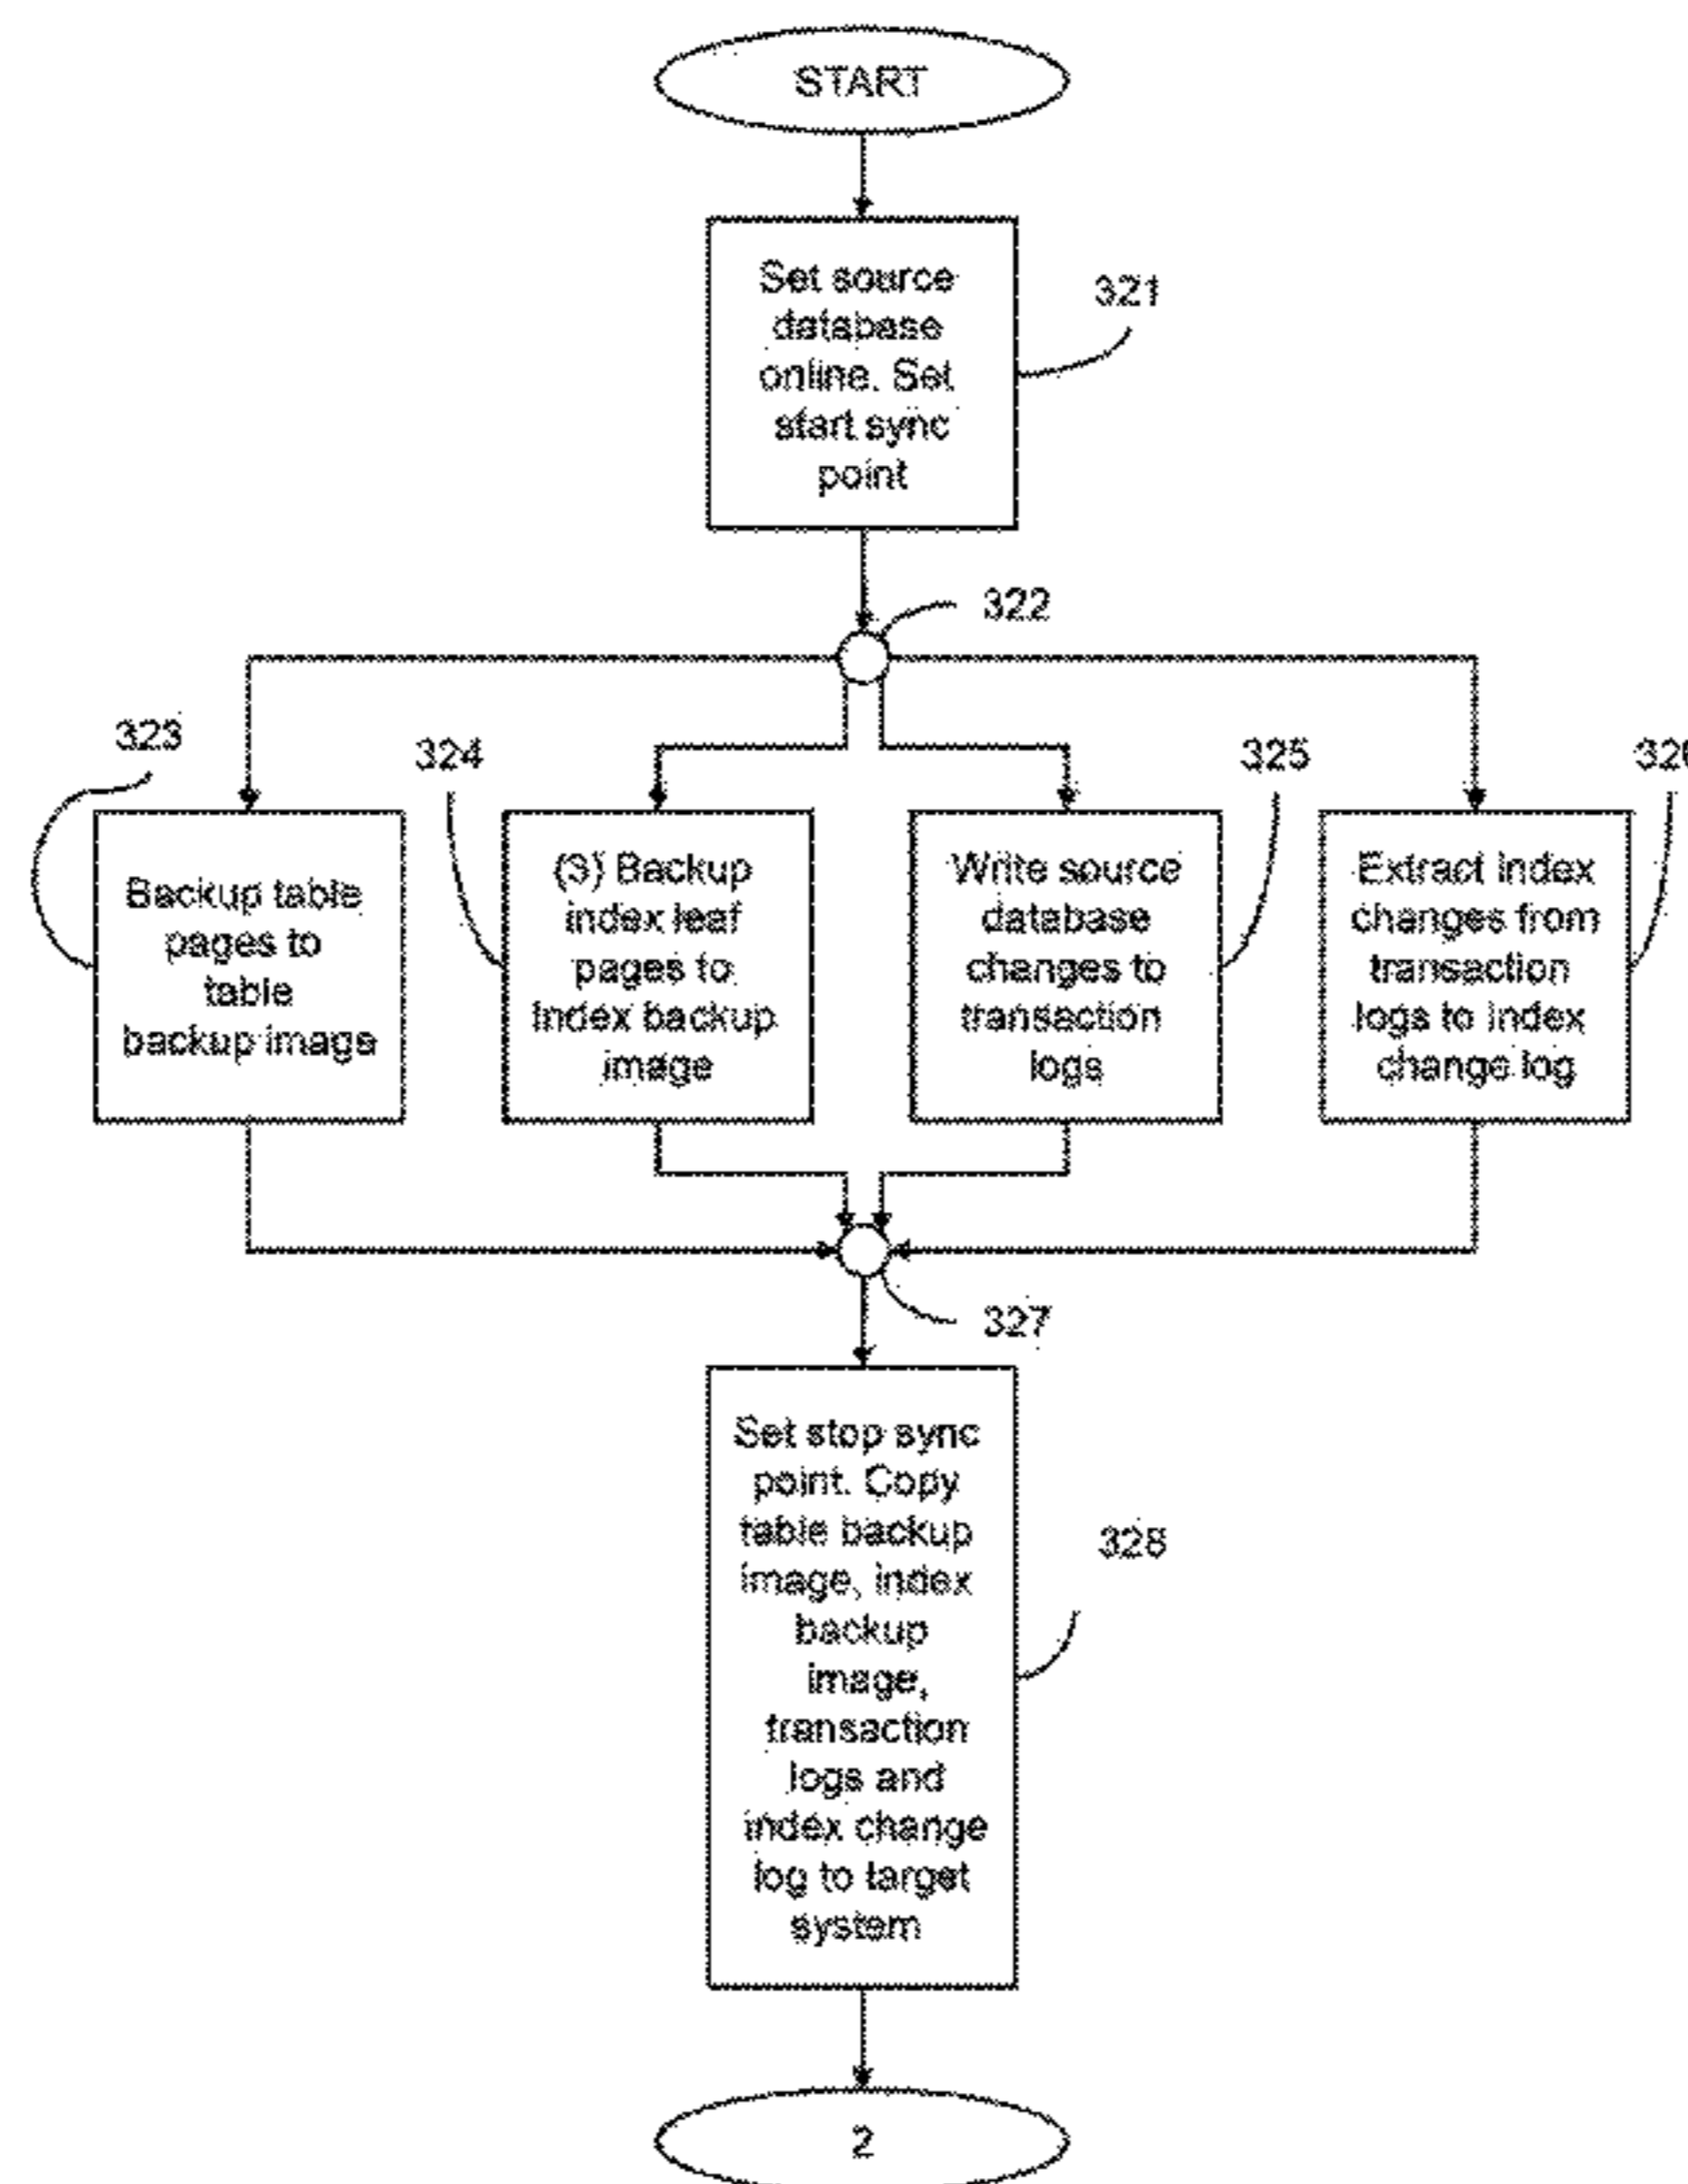 START
Set source
database
online. Set
start sync
point
321
322
323
324
325
Backup table
pages to
table
backup image
(3) Backup
index leaf
pages to
Index backup
image
Write source
database
changes to
transaction
logs
Extract index
changes from
transaction
logs to index
change log
327
Set stop sync
point. Copy
table backup
image, index
backup
image,
transaction
logs and
index change
log to target
system
328
2